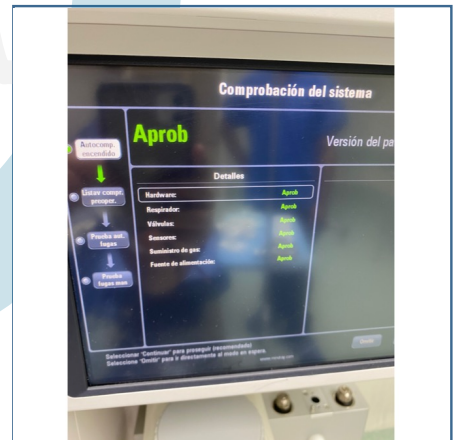 Comprobación del sistema
Aprob
Versión del pa
Autocomp.
encendido
Listav compr.
preoper.
Prueba aut.
fugas
Prueba
fugas man
Detalles
Hardware: Aprob
Respirador: Aprob
Válvulas: Aprob
Sensores: Aprob
Suministro de gas: Aprob
Fuente de alimentación: Aprob
Seleccionar "Continuar" para proseguir (recomendado)
Seleccione "Omitir" para ir directamente al modo en espera.
Omitir